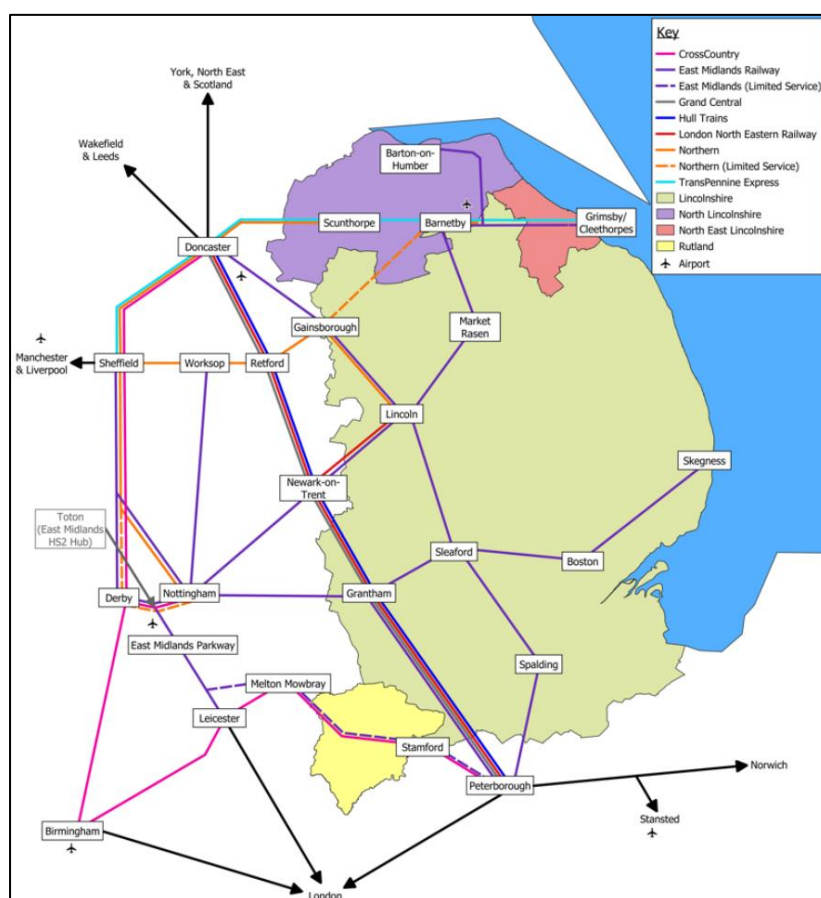 Key
CrossCountry
East Midlands Railway
East Midlands (Limited Service)
Grand Central
Hull Trains
London North Eastern Railway
Northern
Northern (Limited Service)
TransPennine Express
Lincolnshire
North Lincolnshire
North East Lincolnshire
Rutland
Airport
York, North East
& Scotland
Wakefield
& Leeds
Barton-on-
Humber
Scunthorpe
Barnetby
Grimsby/
Cleethorpes
Doncaster
Gainsborough
Market
Rasen
Manchester
& Liverpool
Sheffield
Worksop
Retford
Lincoln
Skegness
Newark-on-
Trent
Toton
(East Midlands
HS2 Hub)
Sleaford
Boston
Derby
Nottingham
Grantham
East Midlands Parkway
Spalding
Melton Mowbray
Leicester
Stamford
Peterborough
Norwich
Stansted
Birmingham
London